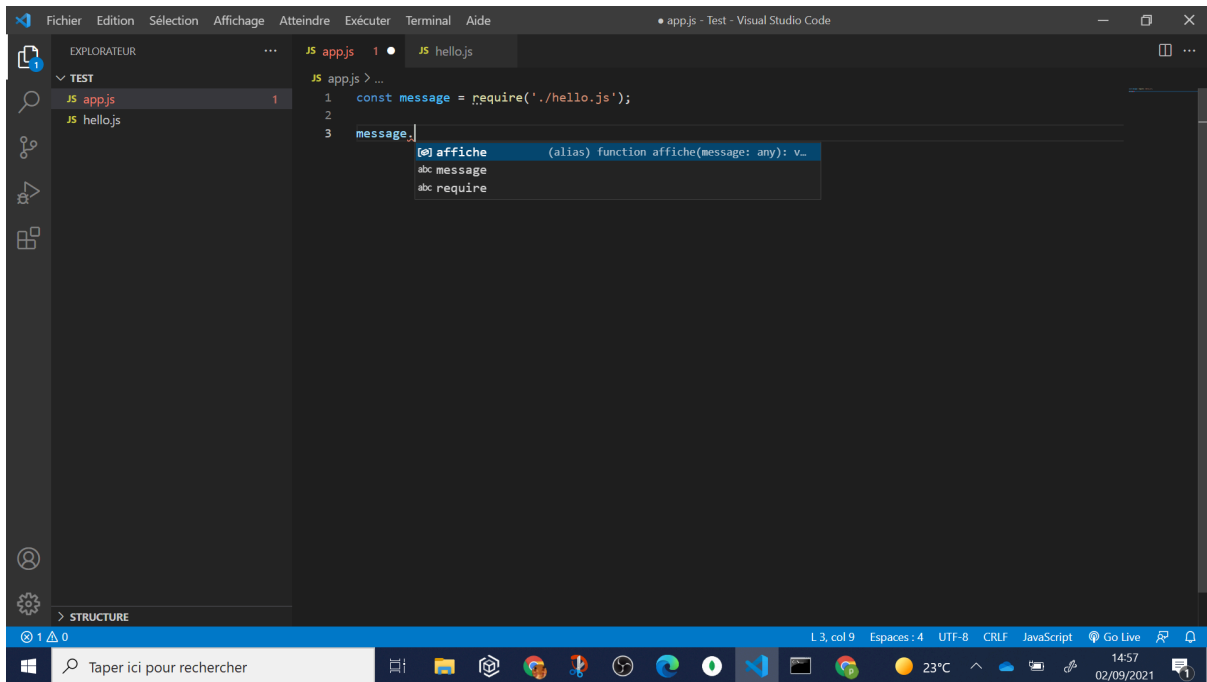 Fichier Edition Sélection Affichage Atteindre Exécuter Terminal Aide
● app.js - Test - Visual Studio Code
EXPLORATEUR ...
JS app.js 1 ● JS hello.js
1
TEST
JS app.js > ...
JS app.js 1
JS hello.js
1 const message = require('./hello.js');
2
3 message.
affiche (alias) function affiche(message: any): v…
abc message
abc require
STRUCTURE
1 0
L 3, col 9 Espaces : 4 UTF-8 CRLF JavaScript Go Live
Taper ici pour rechercher
23°C
14:57
02/09/2021
1